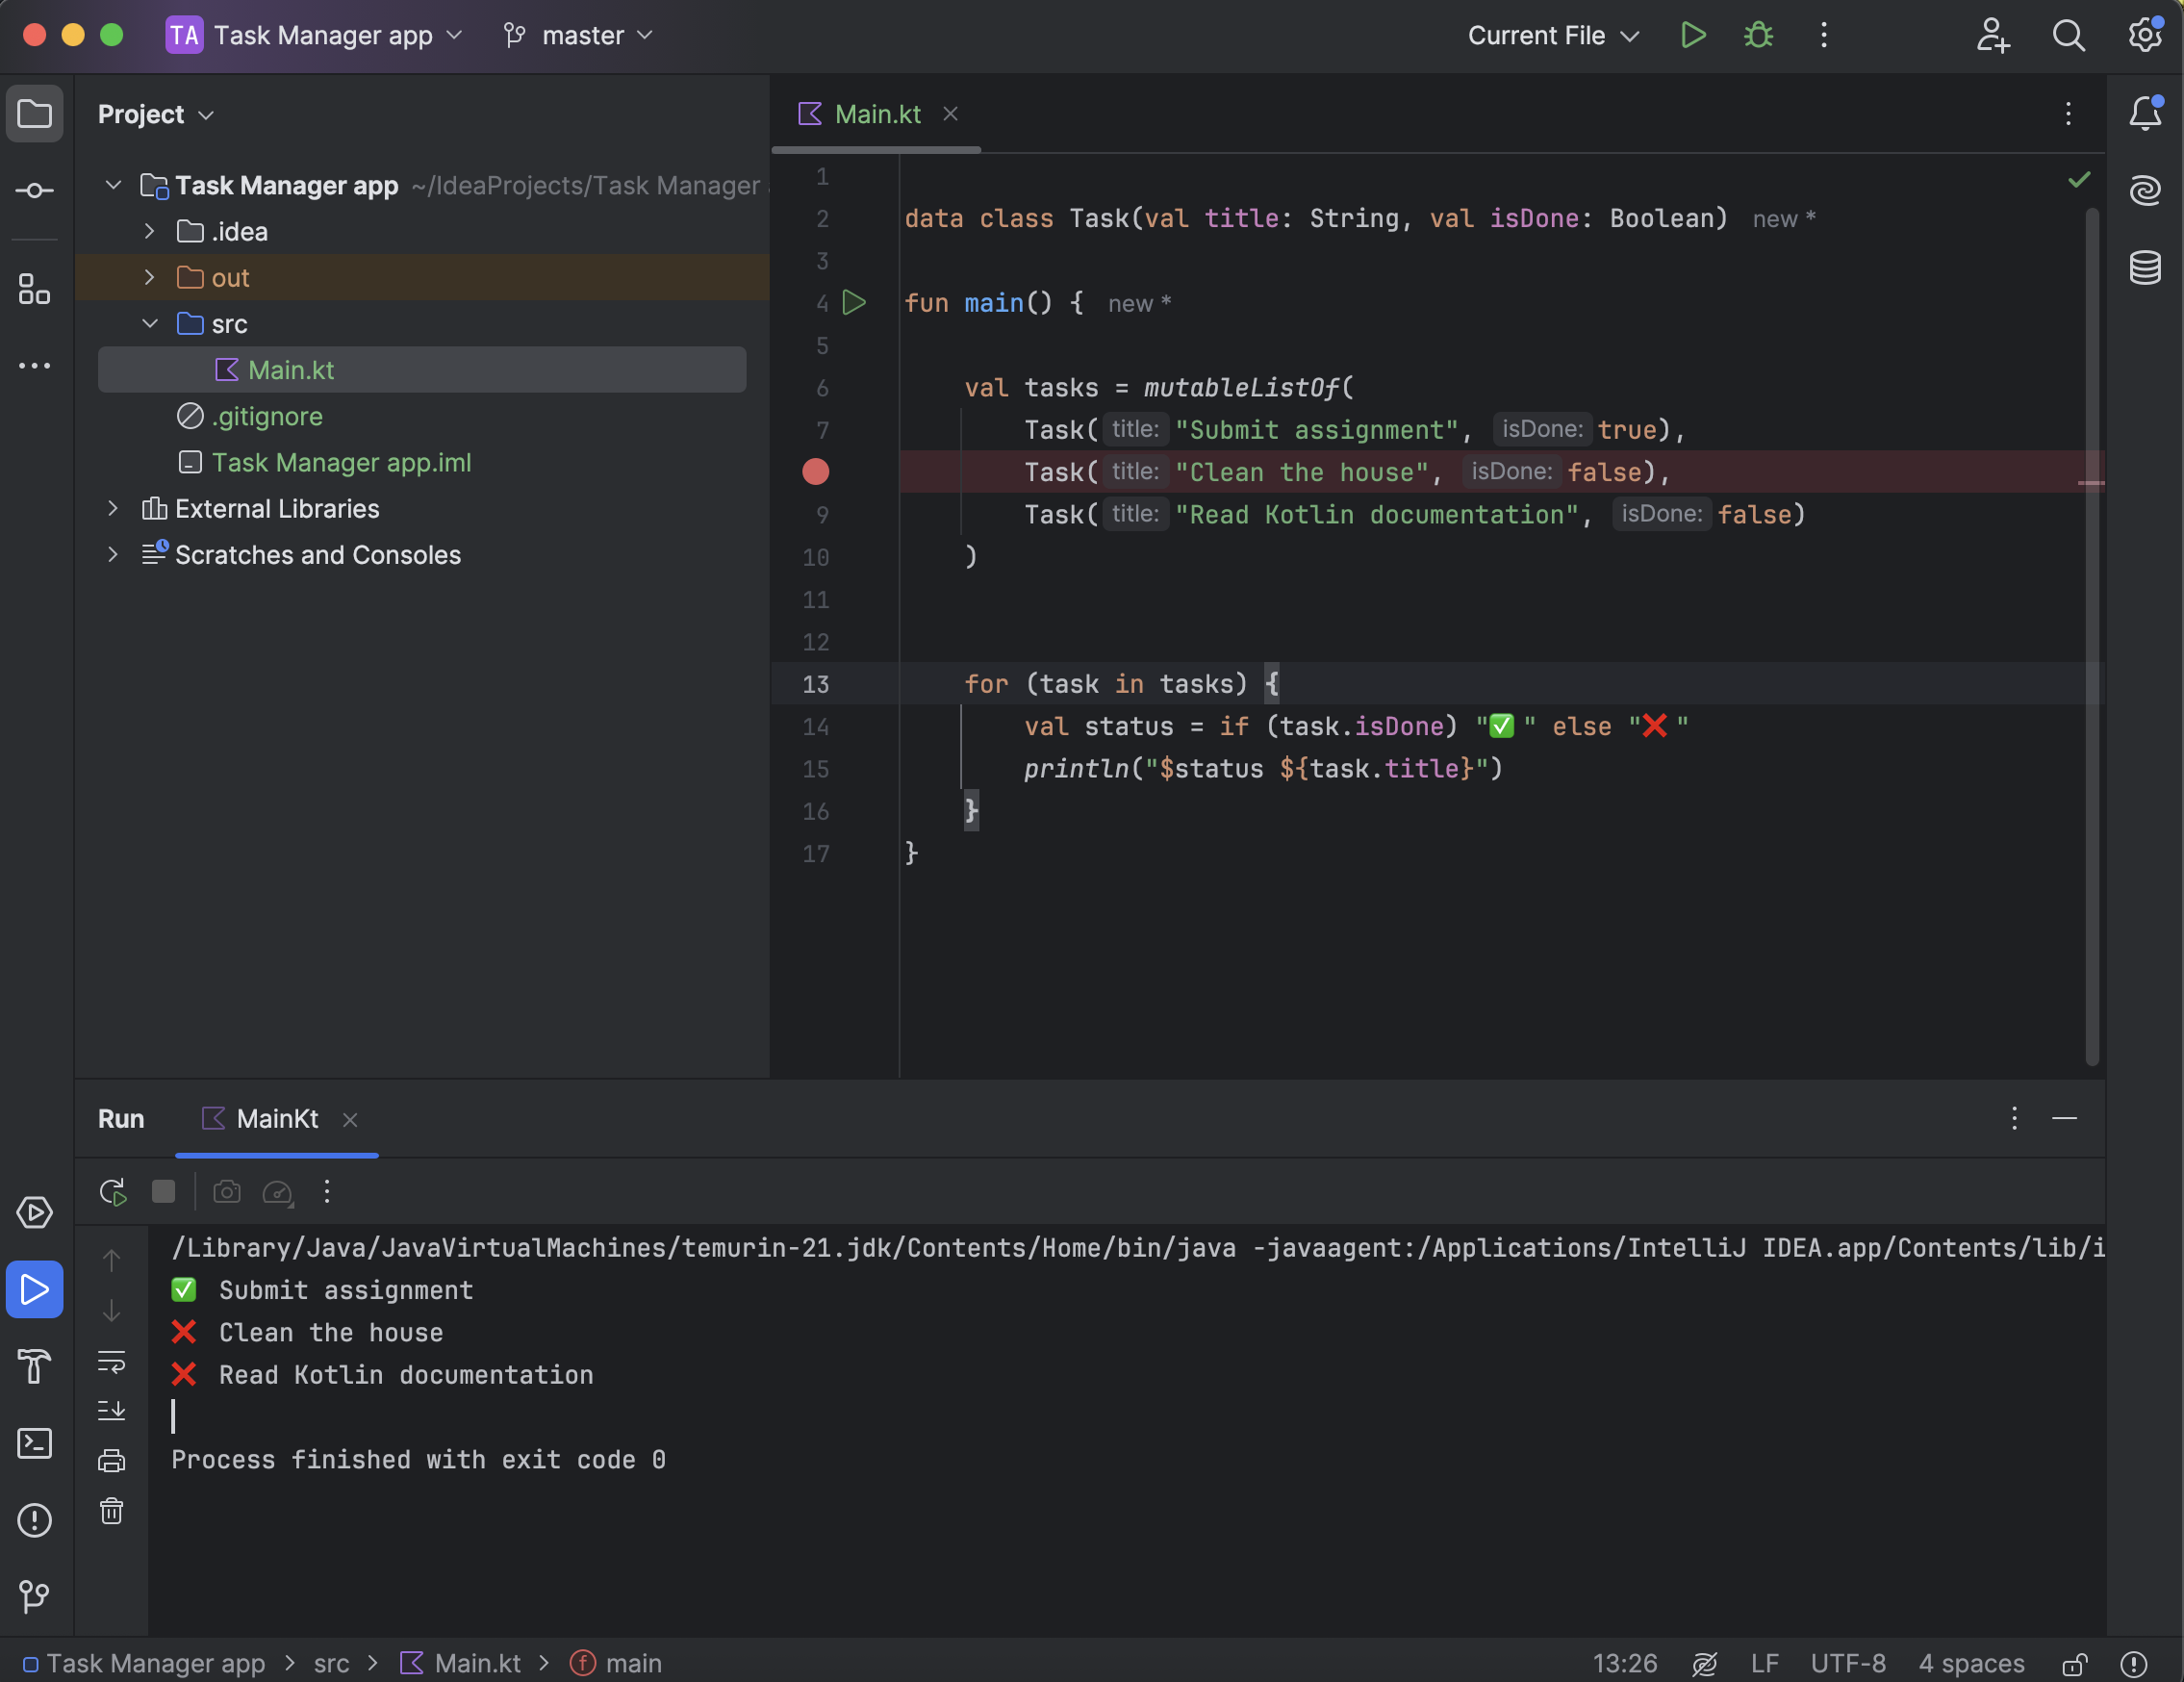 TA Task Manager app master Current File
Project
Main.kt
Task Manager app ~/IdeaProjects/Task Manager
.idea
out
src
Main.kt
.gitignore
Task Manager app.iml
External Libraries
Scratches and Consoles
1
2 data class Task(val title: String, val isDone: Boolean) new *
3
4 fun main() { new *
5
6 val tasks = mutableListOf(
7 Task( title: "Submit assignment", isDone: true),
Task( title: "Clean the house", isDone: false),
9 Task( title: "Read Kotlin documentation", isDone: false)
10 )
11
12
13 for (task in tasks) {
14 val status = if (task.isDone) "✅" else "❌"
15 println("$status ${task.title}")
16 }
17 }
Run MainKt
/Library/Java/JavaVirtualMachines/temurin-21.jdk/Contents/Home/bin/java -javaagent:/Applications/IntelliJ IDEA.app/Contents/lib/i
✅ Submit assignment
❌ Clean the house
❌ Read Kotlin documentation
Process finished with exit code 0
Task Manager app > src > Main.kt > f main 13:26 LF UTF-8 4 spaces